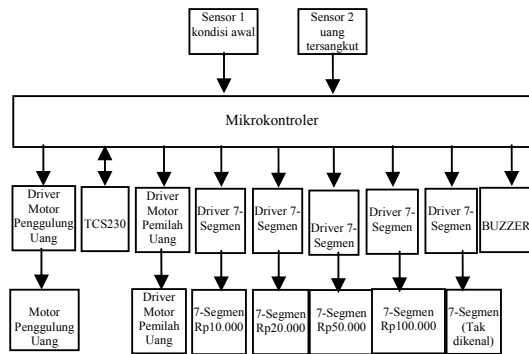 Sensor 1
kondisi awal
Sensor 2
uang
tersangkut
Mikrokontroler
Driver
Motor
Penggulung
Uang
TCS230
Driver
Motor
Pemilah
Uang
Driver 7-
Segmen
Driver 7-
Segmen
Driver 7-
Segmen
Driver 7-
Segmen
Driver 7-
Segmen
BUZZER
Motor
Penggulung
Uang
Driver
Motor
Pemilah
Uang
7-Segmen
Rp10.000
7-Segmen
Rp20.000
7-Segmen
Rp50.000
7-Segmen
Rp100.000
7-Segmen
(Tak
dikenal)